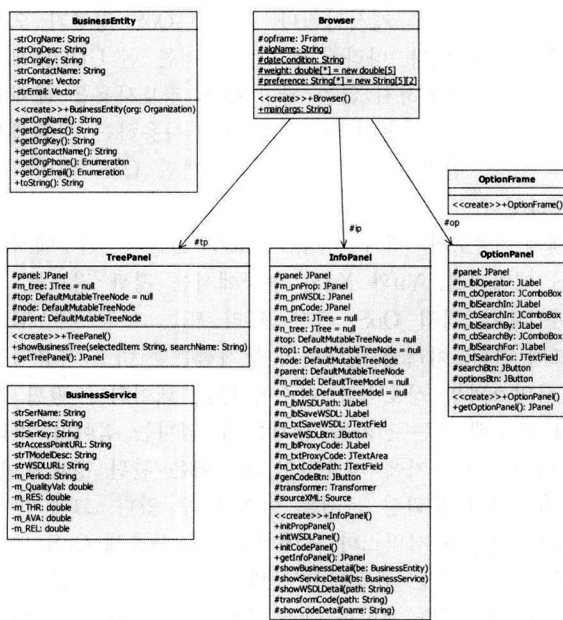 BusinessEntity
-strOrgName: String
-strOrgDesc: String
-strOrgKey: String
-strContactName: String
-strPhone: Vector
-strEmail: Vector
<<create>>+BusinessEntity(org: Organization)
+getOrgName(): String
+getOrgDesc(): String
+getOrgKey(): String
+getContactName(): String
+getOrgPhone(): Enumeration
+getOrgEmail(): Enumeration
+toString(): String
Browser
#opframe: JFrame
#algName: String
#dateCondition: String
#weight: double[*] = new double[5]
#preference: String[*] = new String[5][2]
<<create>>+Browser()
+main(args: String)
OptionFrame
<<create>>+OptionFrame()
#tp
#ip
#op
TreePanel
#panel: JPanel
#m_tree: JTree = null
#top: DefaultMutableTreeNode = null
#node: DefaultMutableTreeNode
#parent: DefaultMutableTreeNode
<<create>>+TreePanel()
+showBusinessTree(selectedItem: String, searchName: String)
+getTreePanel(): JPanel
BusinessService
-strSerName: String
-strSerDesc: String
-strSerKey: String
-strAccessPointURL: String
-strTModelDesc: String
-strWSDLURL: String
-m_Period: String
-m_QualityVal: double
-m_RES: double
-m_THR: double
-m_AVA: double
-m_REL: double
InfoPanel
#panel: JPanel
#m_pnProp: JPanel
#m_pnWSDL: JPanel
#m_pnCode: JPanel
#m_tree: JTree = null
#n_tree: JTree = null
#top: DefaultMutableTreeNode = null
#top1: DefaultMutableTreeNode = null
#node: DefaultMutableTreeNode
#parent: DefaultMutableTreeNode
#m_model: DefaultTreeModel = null
#n_model: DefaultTreeModel = null
#m_lblWSDLPath: JLabel
#m_lblSaveWSDL: JLabel
#m_txtSaveWSDL: JTextField
#saveWSDLBtn: JButton
#m_lblProxyCode: JLabel
#m_txtProxyCode: JTextArea
#m_txtCodePath: JTextField
#genCodeBtn: JButton
#transformer: Transformer
#sourceXML: Source
<<create>>+InfoPanel()
+initPropPanel()
+initWSDLPanel()
+initCodePanel()
+getInfoPanel(): JPanel
#showBusinessDetail(be: BusinessEntity)
#showServiceDetail(bs: BusinessService)
#showWSDLDetail(path: String)
#transformCode(path: String)
#showCodeDetail(name: String)
OptionPanel
#panel: JPanel
#m_lblOperator: JLabel
#m_cbOperator: JComboBox
#m_lblSearchIn: JLabel
#m_cbSearchIn: JComboBox
#m_lblSearchBy: JLabel
#m_cbSearchBy: JComboBox
#m_lblSearchFor: JLabel
#m_tfSearchFor: JTextField
#searchBtn: JButton
#optionsBtn: JButton
<<create>>+OptionPanel()
+getOptionPanel(): JPanel